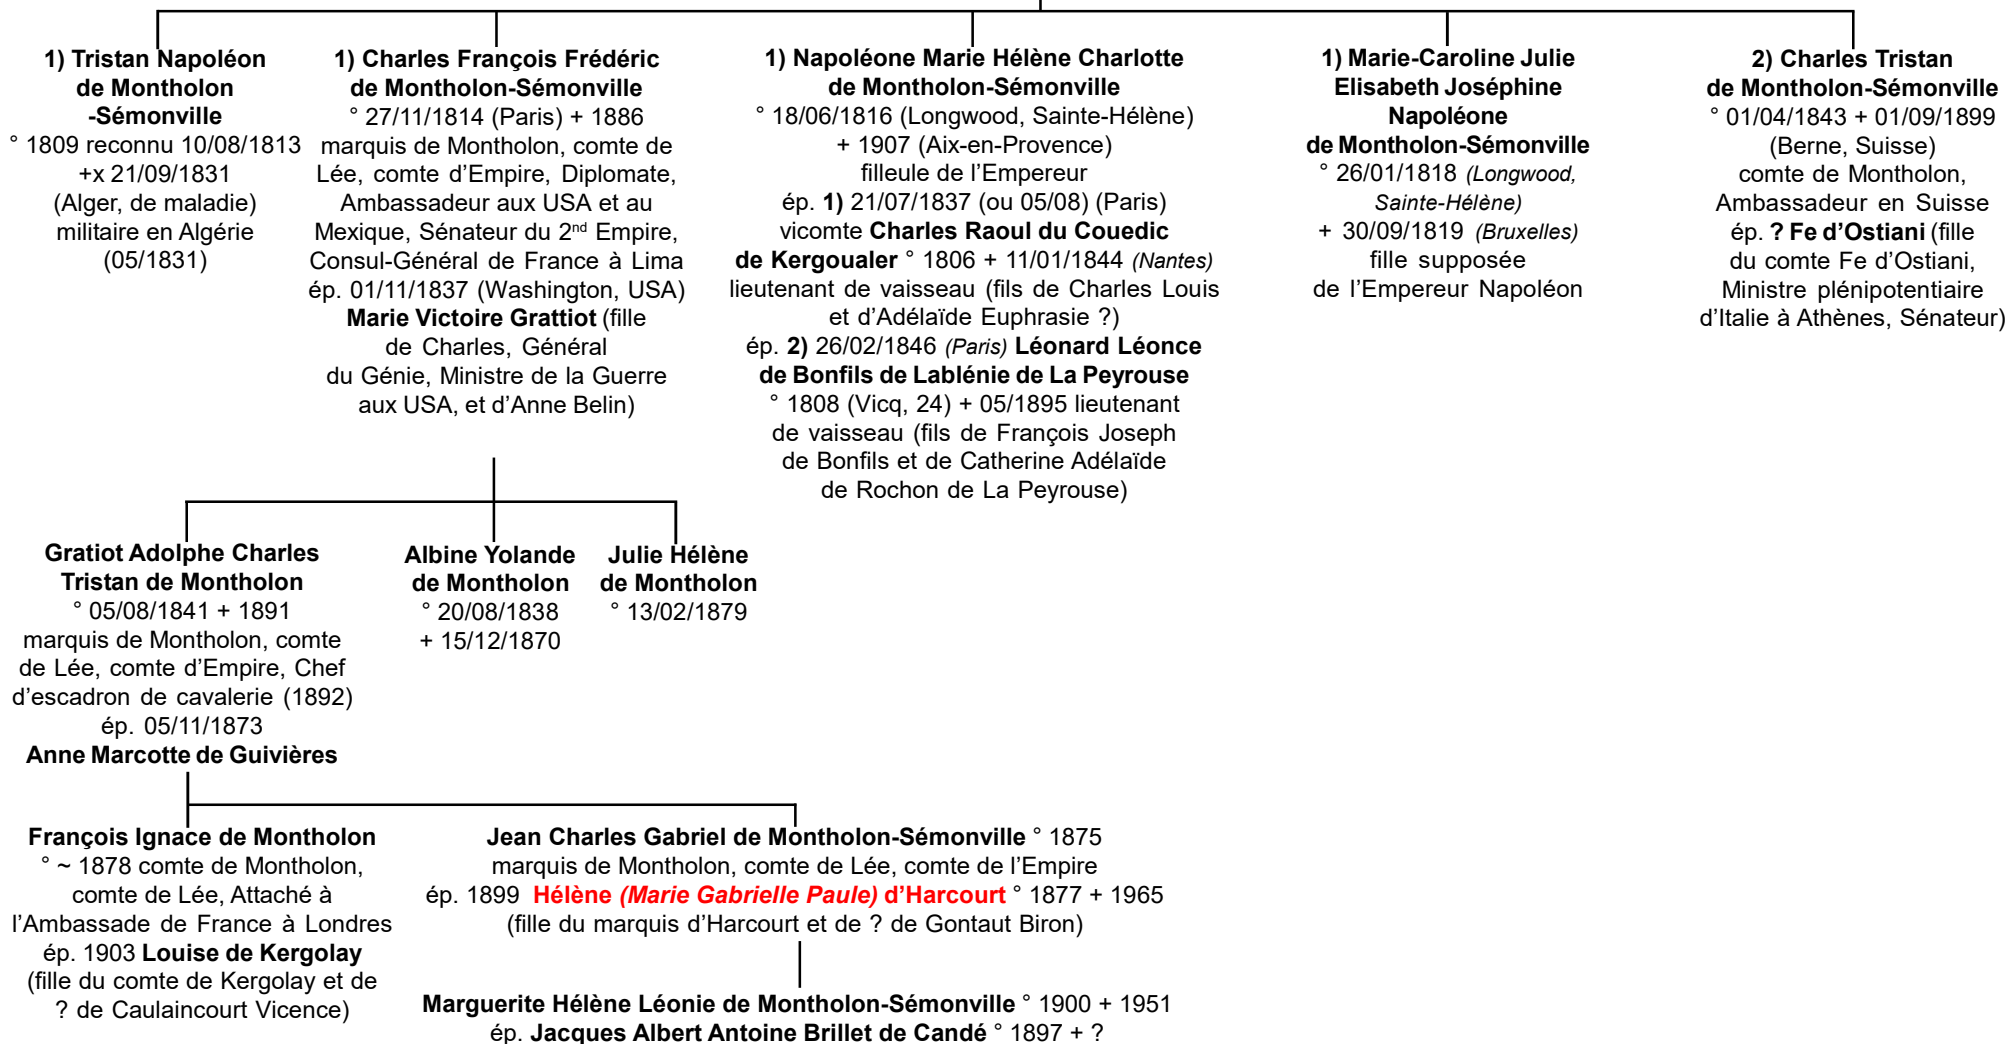 1) Tristan Napoléon
de Montholon
-Sémonville
° 1809 reconnu 10/08/1813
+x 21/09/1831
(Alger, de maladie)
militaire en Algérie
(05/1831)
1) Charles François Frédéric
de Montholon-Sémonville
° 27/11/1814 (Paris) + 1886
marquis de Montholon, comte de
Lée, comte d’Empire, Diplomate,
Ambassadeur aux USA et au
Mexique, Sénateur du 2nd Empire,
Consul-Général de France à Lima
ép. 01/11/1837 (Washington, USA)
Marie Victoire Grattiot (fille
de Charles, Général
du Génie, Ministre de la Guerre
aux USA, et d’Anne Belin)
1) Napoléone Marie Hélène Charlotte
de Montholon-Sémonville
° 18/06/1816 (Longwood, Sainte-Hélène)
+ 1907 (Aix-en-Provence)
filleule de l’Empereur
ép. 1) 21/07/1837 (ou 05/08) (Paris)
vicomte Charles Raoul du Couedic
de Kergoualer ° 1806 + 11/01/1844 (Nantes)
lieutenant de vaisseau (fils de Charles Louis
et d’Adélaïde Euphrasie ?)
ép. 2) 26/02/1846 (Paris) Léonard Léonce
de Bonfils de Lablénie de La Peyrouse
° 1808 (Vicq, 24) + 05/1895 lieutenant
de vaisseau (fils de François Joseph
de Bonfils et de Catherine Adélaïde
de Rochon de La Peyrouse)
1) Marie-Caroline Julie
Elisabeth Joséphine
Napoléone
de Montholon-Sémonville
° 26/01/1818 (Longwood,
Sainte-Hélène)
+ 30/09/1819 (Bruxelles)
fille supposée
de l’Empereur Napoléon
2) Charles Tristan
de Montholon-Sémonville
° 01/04/1843 + 01/09/1899
(Berne, Suisse)
comte de Montholon,
Ambassadeur en Suisse
ép. ? Fe d’Ostiani (fille
du comte Fe d’Ostiani,
Ministre plénipotentiaire
d’Italie à Athènes, Sénateur)
Gratiot Adolphe Charles
Tristan de Montholon
° 05/08/1841 + 1891
marquis de Montholon, comte
de Lée, comte d’Empire, Chef
d’escadron de cavalerie (1892)
ép. 05/11/1873
Anne Marcotte de Guivières
Albine Yolande
de Montholon
° 20/08/1838
+ 15/12/1870
Julie Hélène
de Montholon
° 13/02/1879
François Ignace de Montholon
° ~ 1878 comte de Montholon,
comte de Lée, Attaché à
l’Ambassade de France à Londres
ép. 1903 Louise de Kergolay
(fille du comte de Kergolay et de
? de Caulaincourt Vicence)
Jean Charles Gabriel de Montholon-Sémonville ° 1875
marquis de Montholon, comte de Lée, comte de l’Empire
ép. 1899 Hélène (Marie Gabrielle Paule) d’Harcourt ° 1877 + 1965
(fille du marquis d’Harcourt et de ? de Gontaut Biron)
Marguerite Hélène Léonie de Montholon-Sémonville ° 1900 + 1951
ép. Jacques Albert Antoine Brillet de Candé ° 1897 + ?